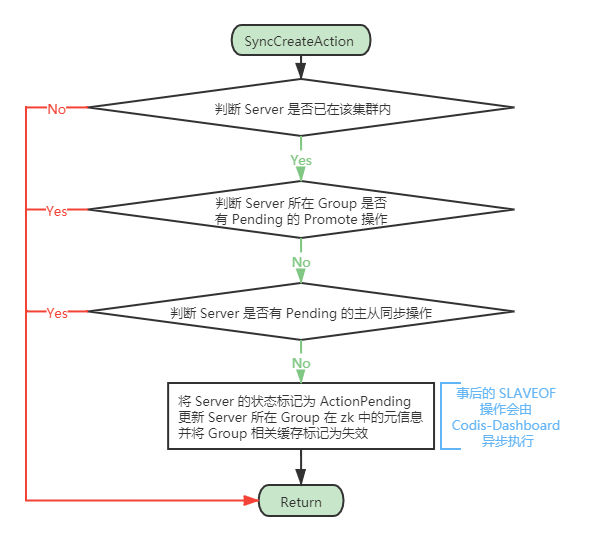 SyncCreateAction
判断 Server 是否已在该集群内
No
Yes
判断 Server 所在 Group 是否
有 Pending 的 Promote 操作
Yes
No
判断 Server 是否有 Pending 的主从同步操作
Yes
No
将 Server 的状态标记为 ActionPending
更新 Server 所在 Group 在 zk 中的元信息
并将 Group 相关缓存标记为失效
事后的 SLAVEOF
操作会由
Codis-Dashboard
异步执行
Return